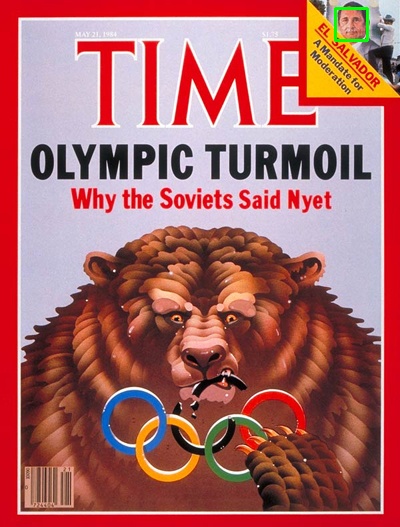 MAY 21, 1984
$1.75
TIME
EL SALVADOR
A Mandate for
Moderation
OLYMPIC TURMOIL
Why the Soviets Said Nyet